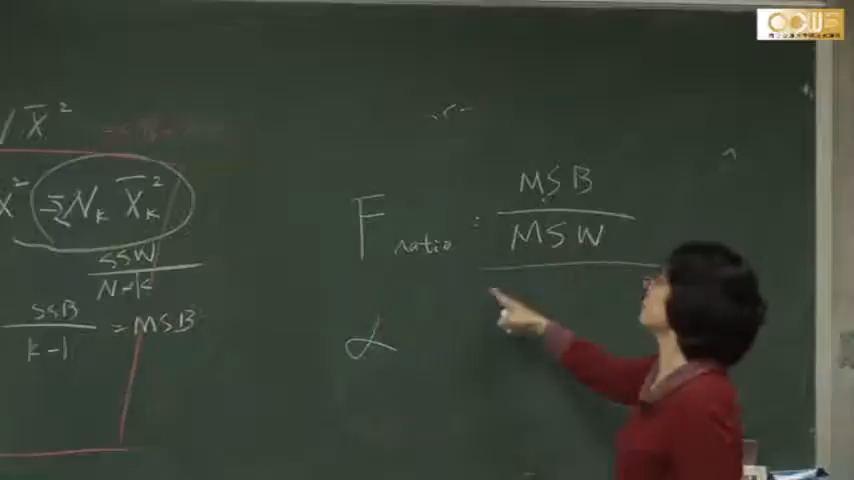 √ X̄²
X² - ΣN_k X̄_k²
SSW
N-k
SSB
k-1
= MSB
F ratio = MSB
MSW
α
OCW